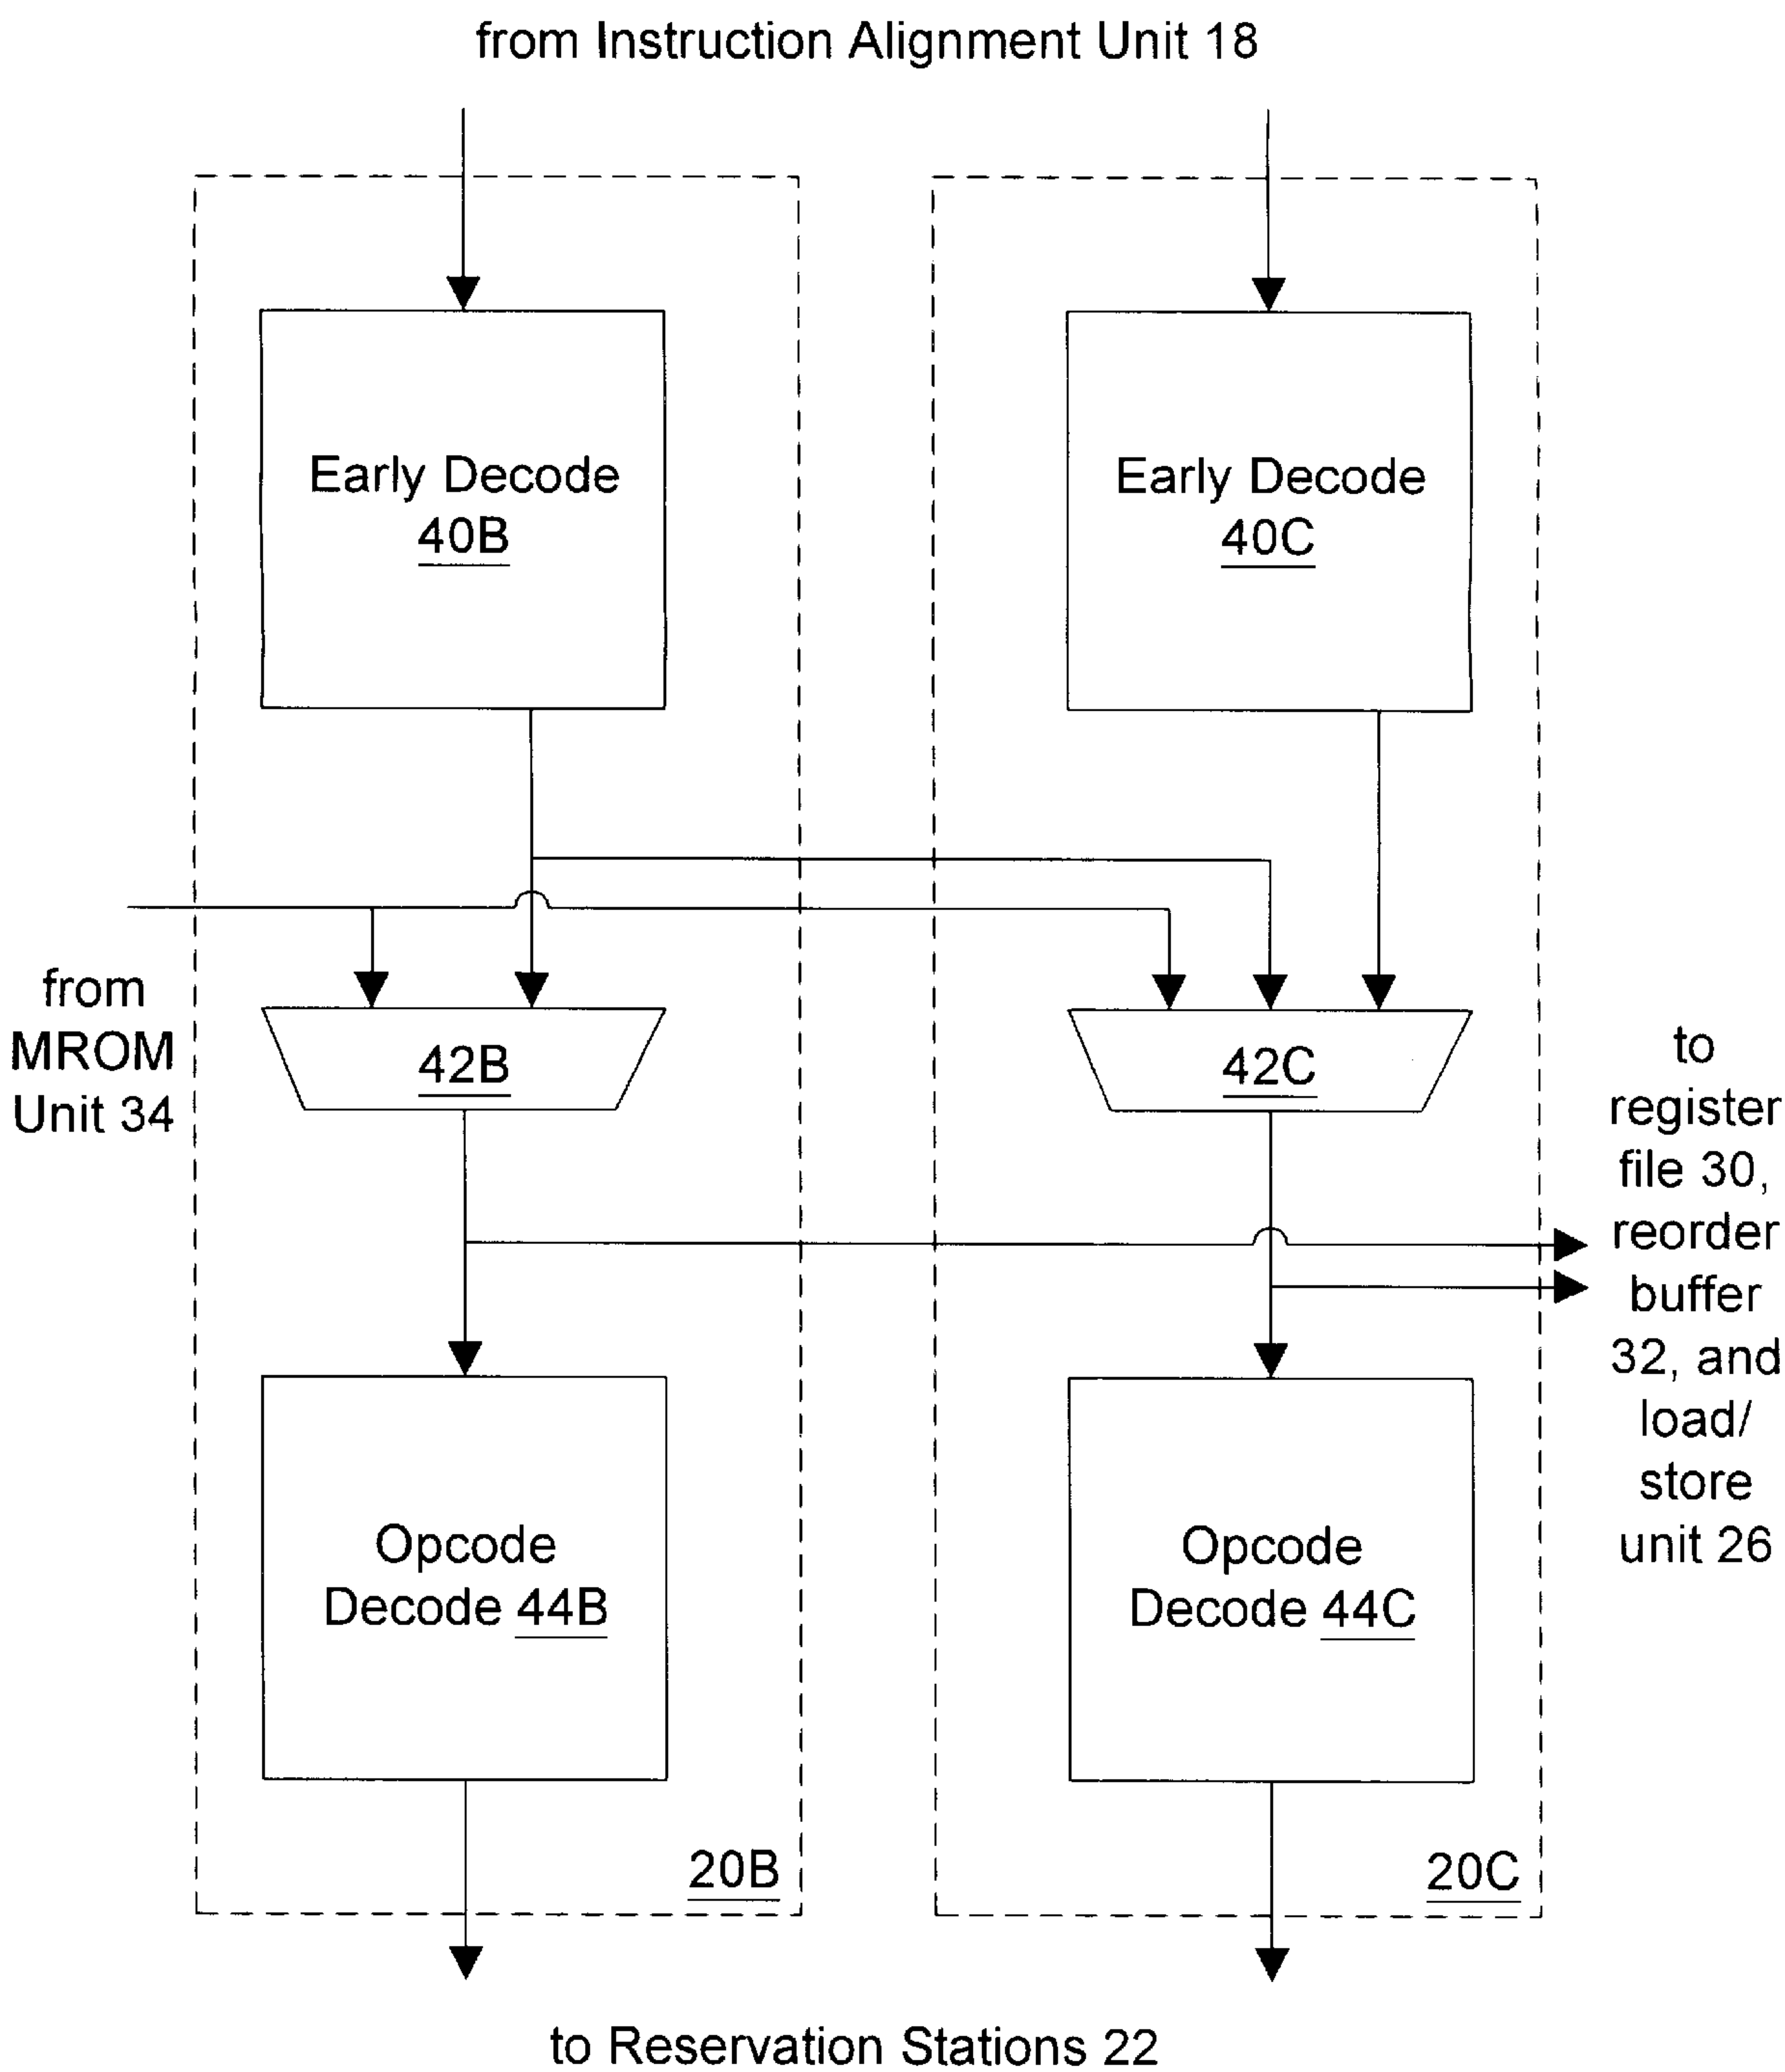 from Instruction Alignment Unit 18
Early Decode
40B
Early Decode
40C
from
MROM
Unit 34
42B
42C
to
register
file 30,
reorder
buffer
32, and
load/
store
unit 26
Opcode
Decode 44B
Opcode
Decode 44C
20B
20C
to Reservation Stations 22